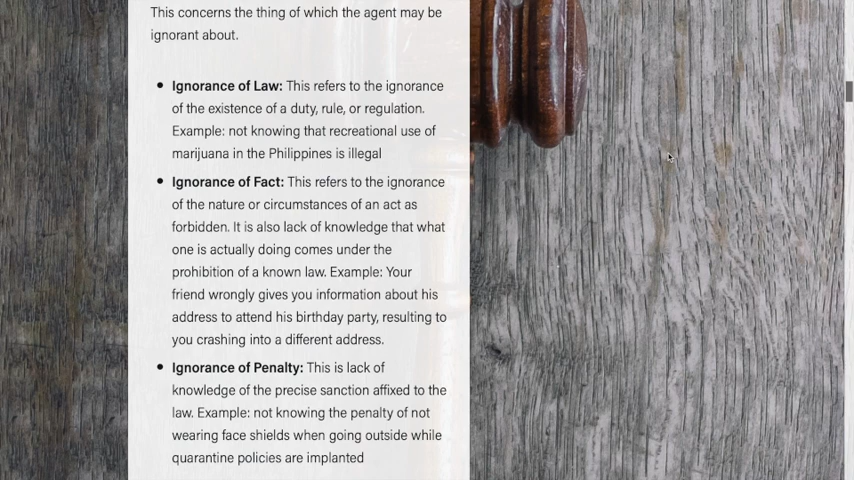 This concerns the thing of which the agent may be
ignorant about.
Ignorance of Law: This refers to the ignorance
of the existence of a duty, rule, or regulation.
Example: not knowing that recreational use of
marijuana in the Philippines is illegal
Ignorance of Fact: This refers to the ignorance
of the nature or circumstances of an act as
forbidden. It is also lack of knowledge that what
one is actually doing comes under the
prohibition of a known law. Example: Your
friend wrongly gives you information about his
address to attend his birthday party, resulting to
you crashing into a different address.
Ignorance of Penalty: This is lack of
knowledge of the precise sanction affixed to the
law. Example: not knowing the penalty of not
wearing face shields when going outside while
quarantine policies are implanted